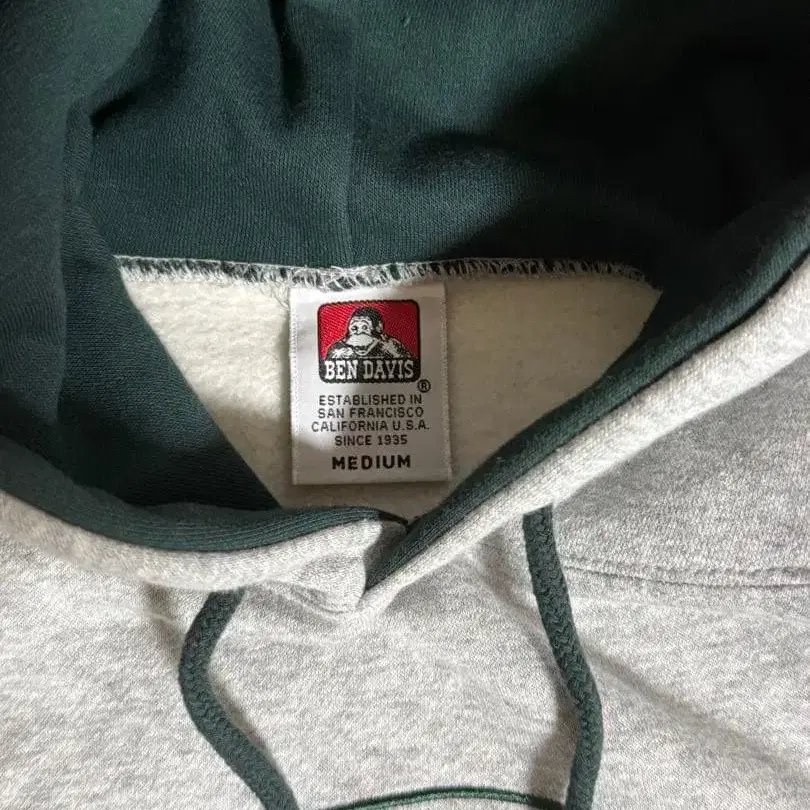 BEN DAVIS
®
ESTABLISHED IN
SAN FRANCISCO
CALIFORNIA U.S.A.
SINCE 1935
MEDIUM